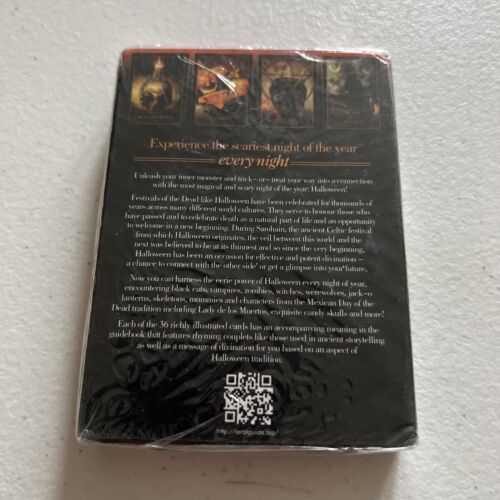 Experience the scariest night of the year
every night
Unleash your inner monster and trick– or– treat your way into a connection
with the most magical and scary night of the year: Halloween!
Festivals of the Dead like Halloween have been celebrated for thousands of
years across many different world cultures. They serve to honour those who
have passed and to celebrate death as a natural part of life and an opportunity
to welcome in a new beginning. During Samhain, the ancient Celtic festival
from which Halloween originates, the veil between this world and the
next was believed to be at its thinnest and so since the very beginning,
Halloween has been an occasion for effective and potent divination –
a chance to connect with the other side' or get a glimpse into your future.
Now you can harness the eerie power of Halloween every night of year,
encountering black cats, vampires, zombies, witches, werewolves, jack–o
lanterns, skeletons, mummies and characters from the Mexican Day of the
Dead tradition including Lady de los Muertos, exquisite candy skulls and more!
Each of the 36 richly illustrated cards has an accompanying meaning in the
guidebook that features rhyming couplets like those used in ancient storytelling
as well as a message of divination for you based on an aspect of
Halloween tradition.
http://tarotguide.top/